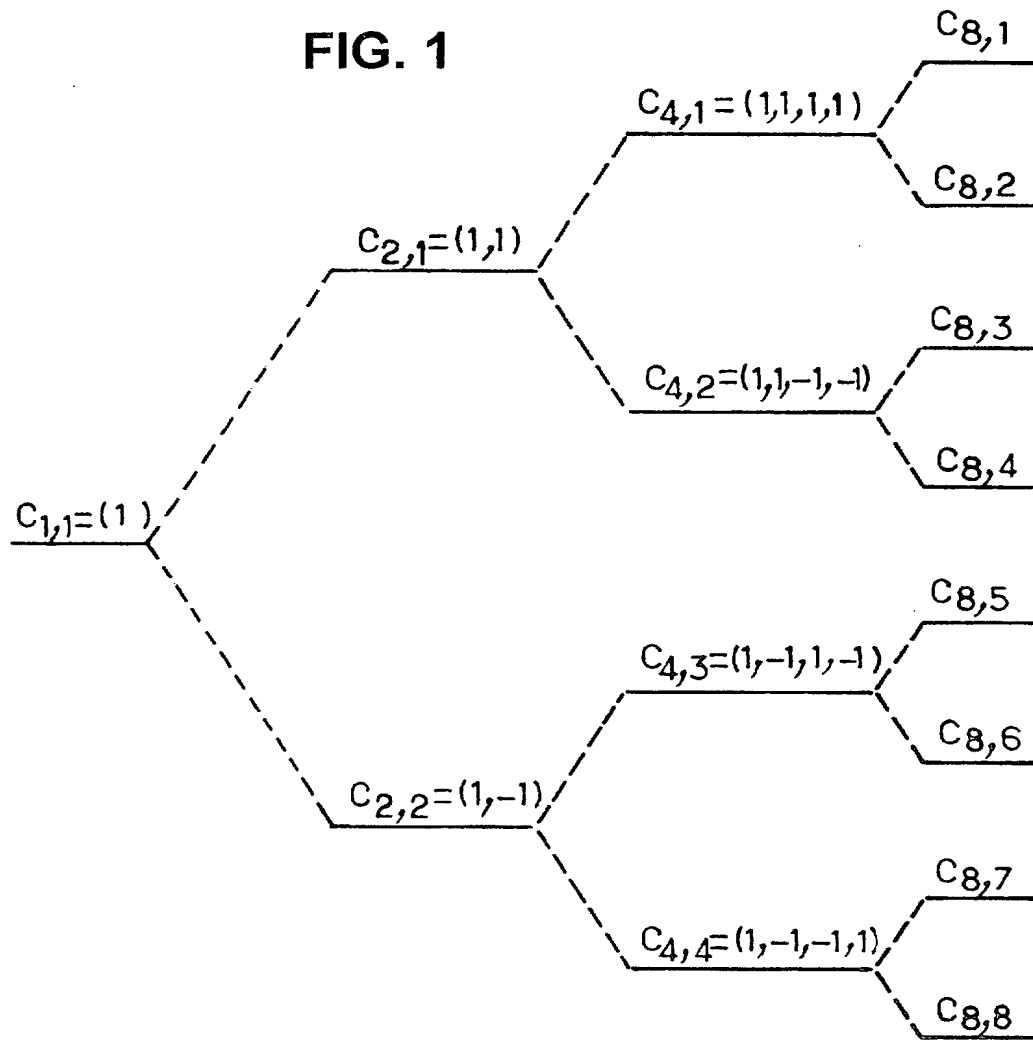 FIG. 1
C8,1
C4,1=(1,1,1,1)
C8,2
C2,1=(1,1)
C8,3
C4,2=(1,1,-1,-1)
C8,4
C1,1=(1)
C8,5
C4,3=(1,-1,1,-1)
C8,6
C2,2=(1,-1)
C8,7
C4,4=(1,-1,-1,1)
C8,8